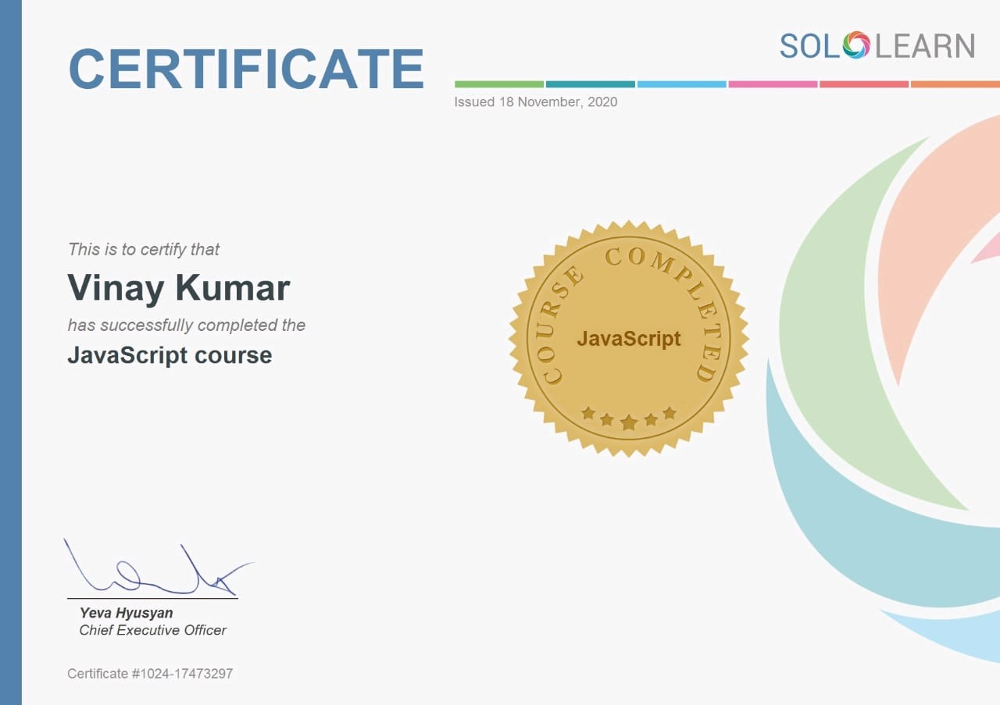 CERTIFICATE
SOLOLEARN
Issued 18 November, 2020
This is to certify that
Vinay Kumar
has successfully completed the
JavaScript course
COURSE COMPLETED
JavaScript
Yeva Hyusyan
Chief Executive Officer
Certificate #1024-17473297